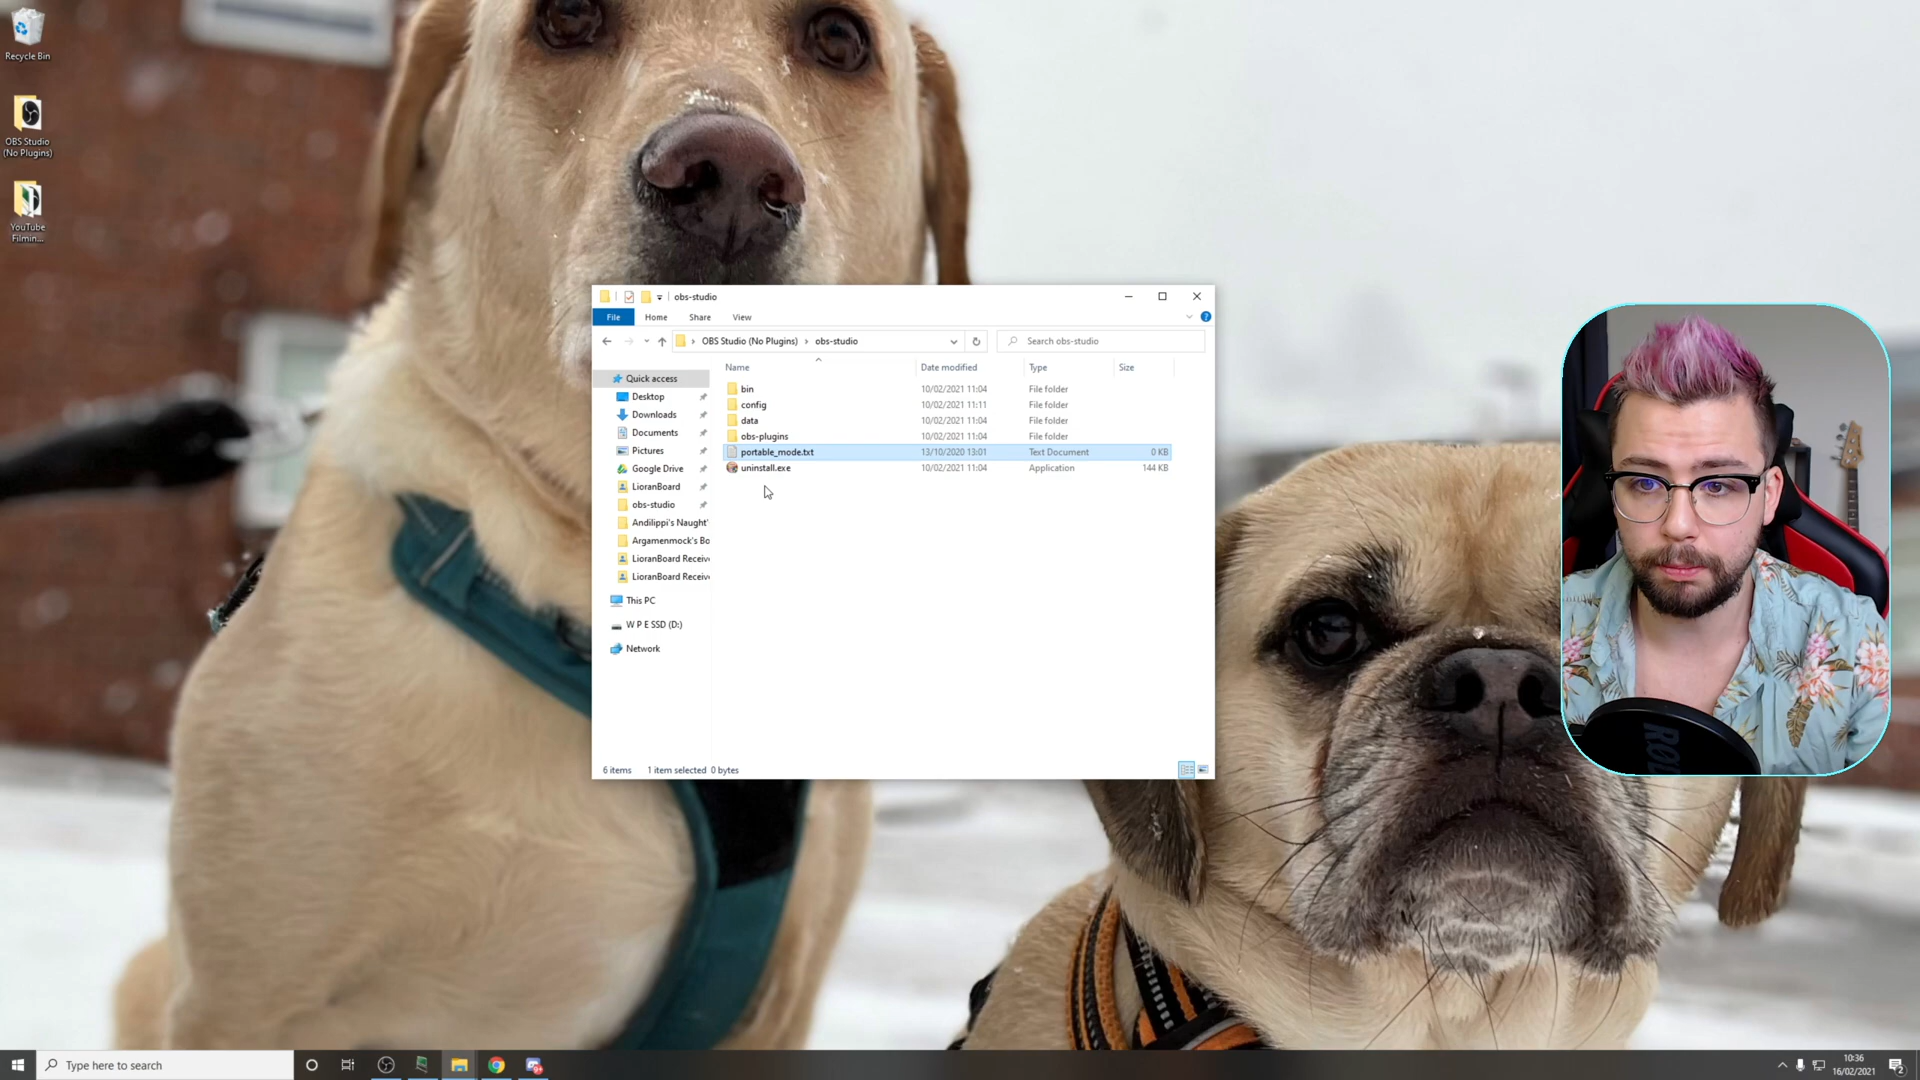 Recycle Bin
OBS Studio
(No Plugins)
YouTube
Filmin...
obs-studio
File
Home
Share
View
OBS Studio (No Plugins)
obs-studio
Search obs-studio
Name
Date modified
Type
Size
Quick access
Desktop
Downloads
Documents
Pictures
Google Drive
LioranBoard
obs-studio
Andilippi's Naught'
Argamenmock's Bo
LioranBoard Receiv
LioranBoard Receiv
This PC
W P E SSD (D:)
Network
bin 10/02/2021 11:04 File folder
config 10/02/2021 11:11 File folder
data 10/02/2021 11:04 File folder
obs-plugins 10/02/2021 11:04 File folder
portable_mode.txt 13/10/2020 13:01 Text Document 0 KB
uninstall.exe 10/02/2021 11:04 Application 144 KB
6 items 1 item selected 0 bytes
Type here to search
10:36
16/02/2021
2